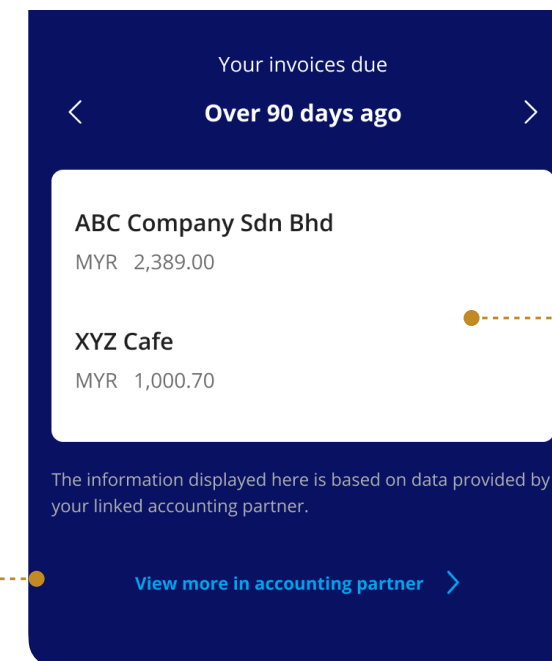 Your invoices due
Over 90 days ago
ABC Company Sdn Bhd
MYR 2,389.00
XYZ Cafe
MYR 1,000.70
The information displayed here is based on data provided by
your linked accounting partner.
View more in accounting partner